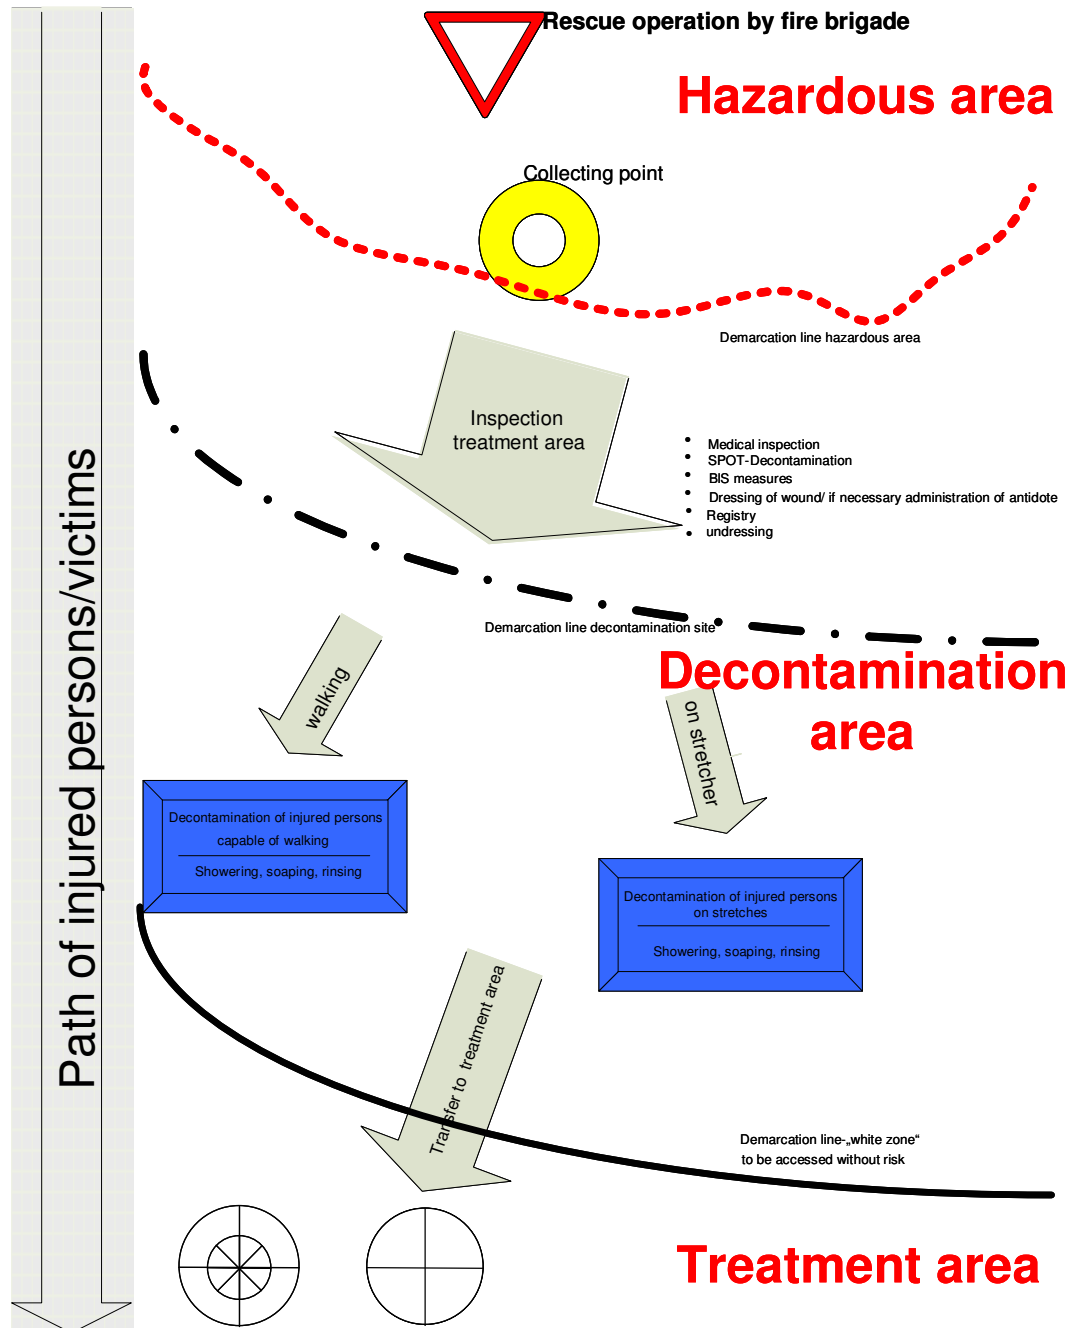 Rescue operation by fire brigade
Hazardous area
Collecting point
Demarcation line hazardous area
Inspection
treatment area
• Medical inspection
• SPOT-Decontamination
• BIS measures
• Dressing of wound/ if necessary administration of antidote
• Registry
• undressing
Path of injured persons/victims
Demarcation line decontamination site
Decontamination
area
walking
on stretcher
Decontamination of injured persons
capable of walking
Showering, soaping, rinsing
Decontamination of injured persons
on stretches
Showering, soaping, rinsing
Transfer to treatment area
Demarcation line-„white zone“
to be accessed without risk
Treatment area